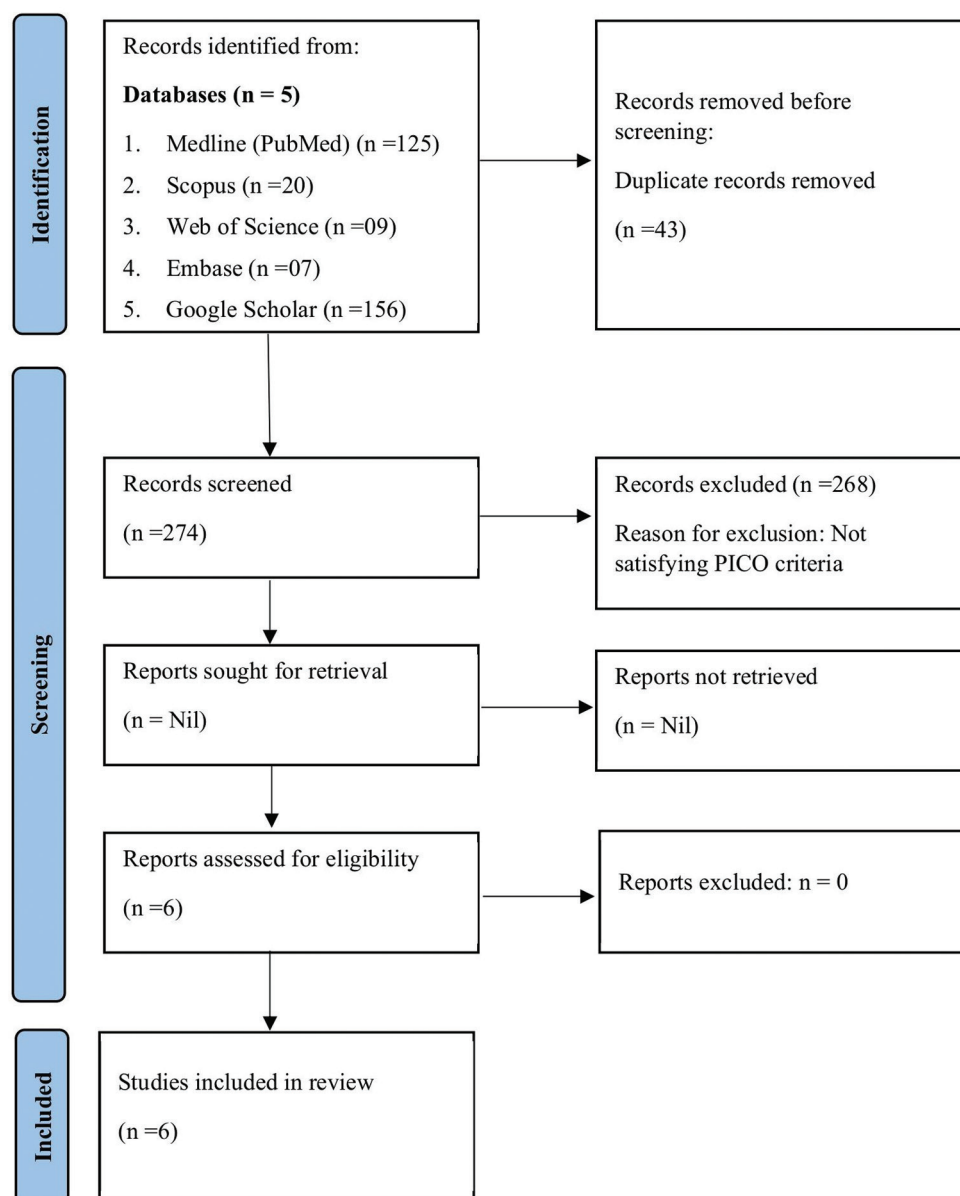 Identification
Records identified from:
Databases (n = 5)
1. Medline (PubMed) (n =125)
2. Scopus (n =20)
3. Web of Science (n =09)
4. Embase (n =07)
5. Google Scholar (n =156)
Records removed before
screening:
Duplicate records removed
(n =43)
Screening
Records screened
(n =274)
Records excluded (n =268)
Reason for exclusion: Not
satisfying PICO criteria
Reports sought for retrieval
(n = Nil)
Reports not retrieved
(n = Nil)
Reports assessed for eligibility
(n =6)
Reports excluded: n = 0
Included
Studies included in review
(n =6)